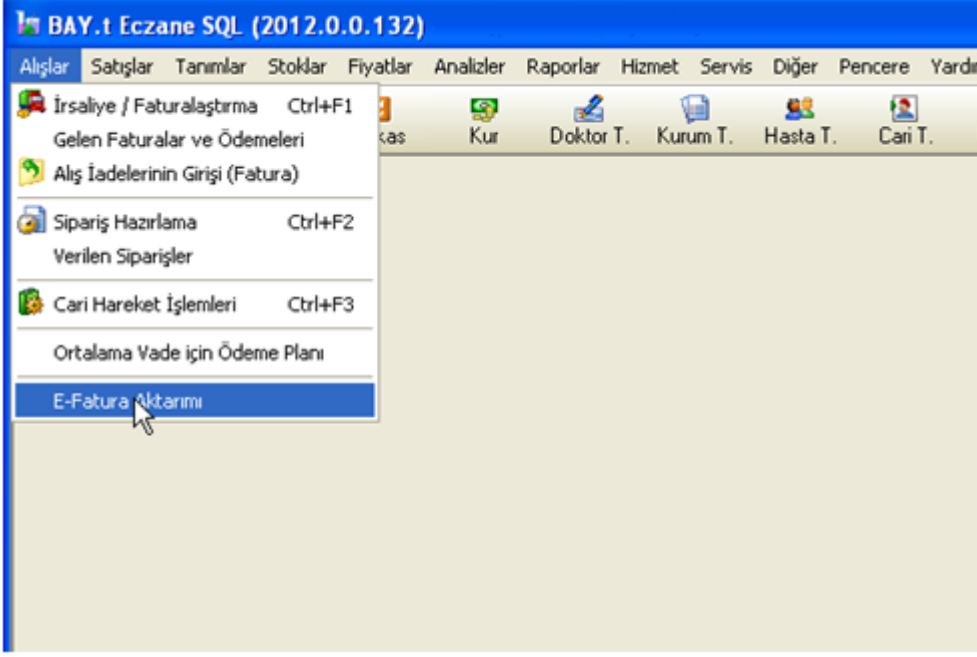 BAY.t Eczane SQL (2012.0.0.132)
Alışlar Satışlar Tanımlar Stoklar Fiyatlar Analizler Raporlar Hizmet Servis Diğer Pencere
İrsaliye / Faturalaştırma Ctrl+F1
Gelen Faturalar ve Ödemeleri
Alış İadelerinin Girişi (Fatura)
Sipariş Hazırlama Ctrl+F2
Verilen Siparişler
Cari Hareket İşlemleri Ctrl+F3
Ortalama Vade için Ödeme Planı
E-Fatura Aktarımı
Kur Doktor T. Kurum T. Hasta T. Cari T.